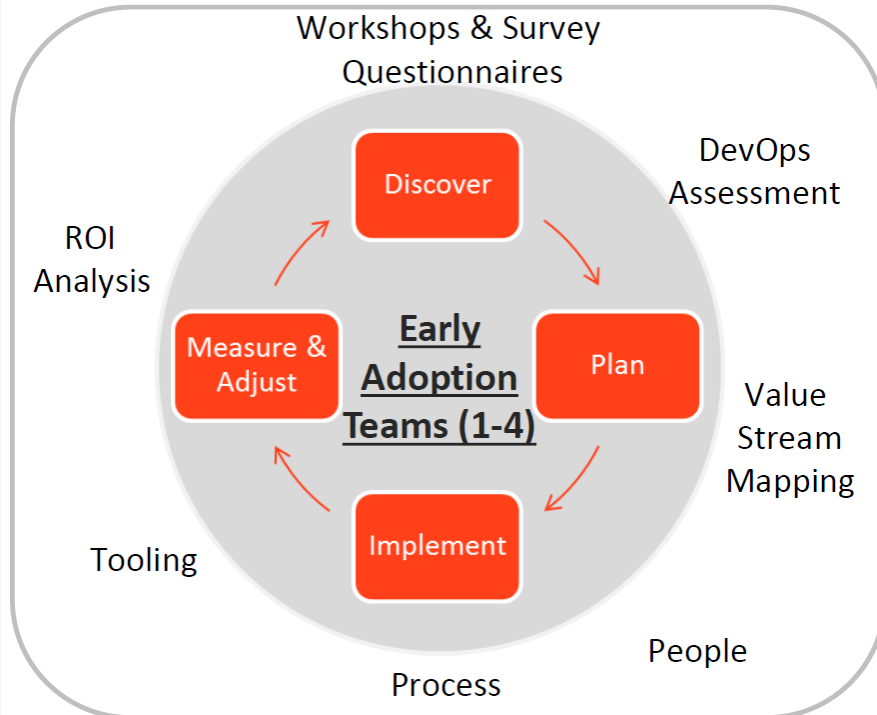 Workshops & Survey
Questionnaires
DevOps
Assessment
Discover
ROI
Analysis
Measure &
Adjust
Early
Adoption
Teams (1-4)
Plan
Value
Stream
Mapping
Implement
Tooling
People
Process